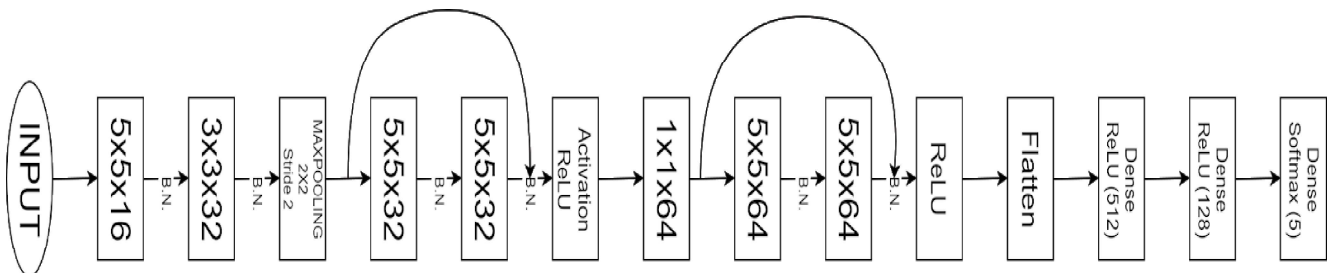 INPUT
5x5x16
B.N.
3x3x32
B.N.
MAXPOOLING
2X2
Stride 2
5x5x32
B.N.
5x5x32
B.N.
Activation
ReLU
1x1x64
5x5x64
B.N.
5x5x64
B.N.
ReLU
Flatten
Dense
ReLU (512)
Dense
ReLU (128)
Dense
Softmax (5)